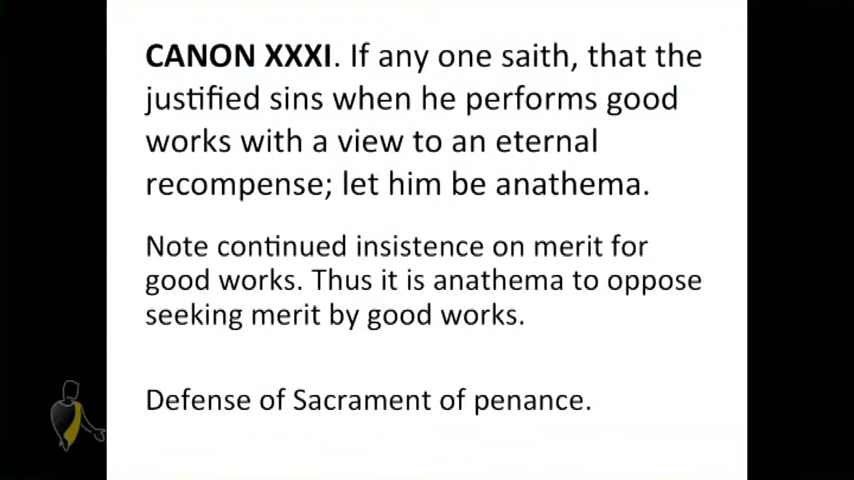 CANON XXXI. If any one saith, that the
justified sins when he performs good
works with a view to an eternal
recompense; let him be anathema.
Note continued insistence on merit for
good works. Thus it is anathema to oppose
seeking merit by good works.
Defense of Sacrament of penance.